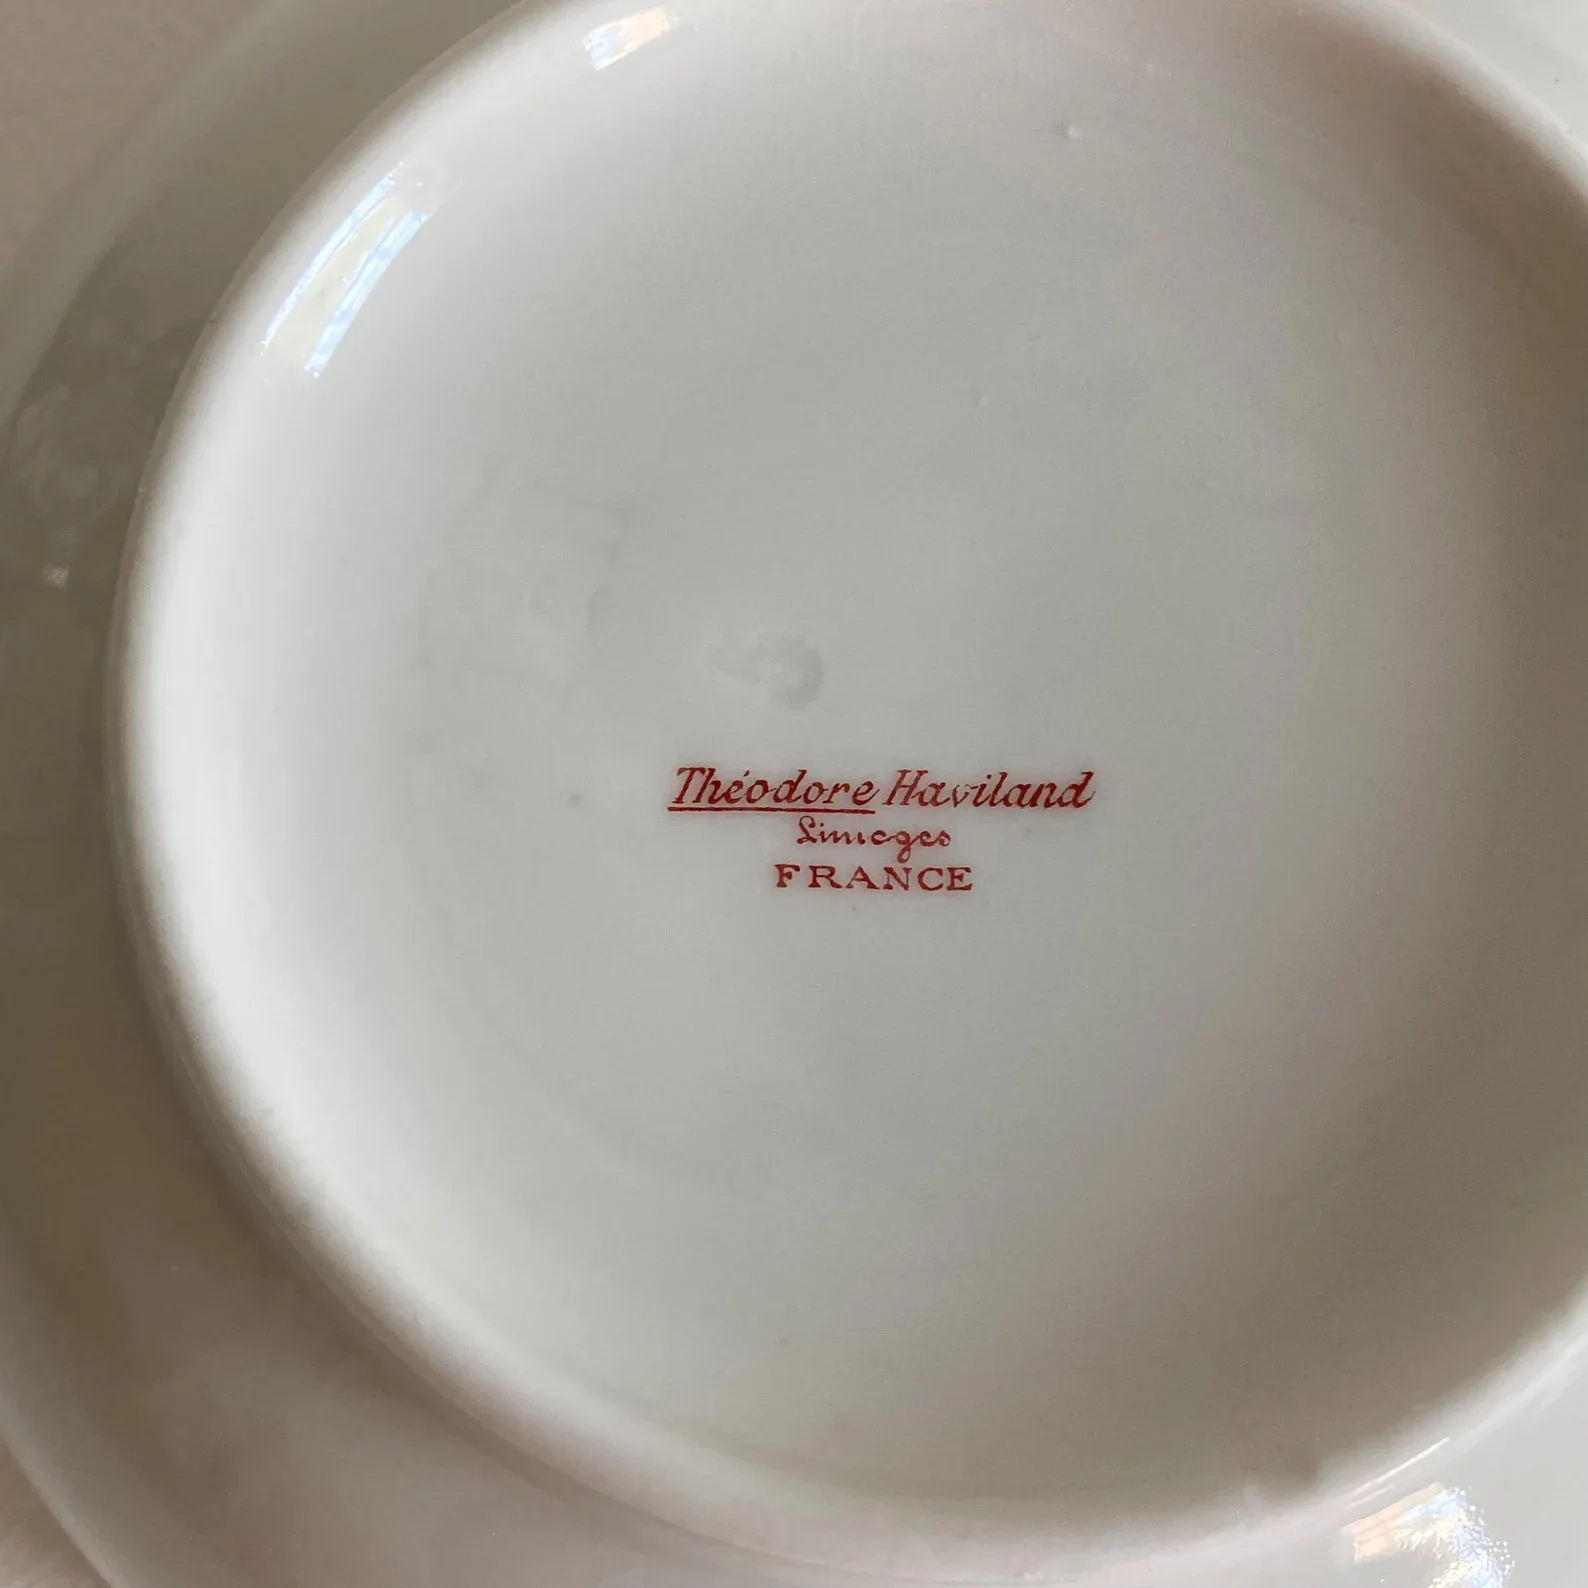 Théodore Haviland
Limoges
FRANCE